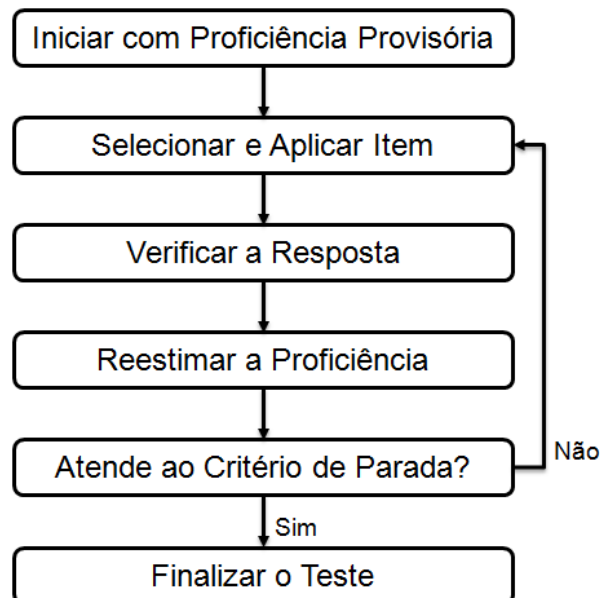 Iniciar com Proficiência Provisória
Selecionar e Aplicar Item
Verificar a Resposta
Reestimar a Proficiência
Atende ao Critério de Parada?
Não
Sim
Finalizar o Teste